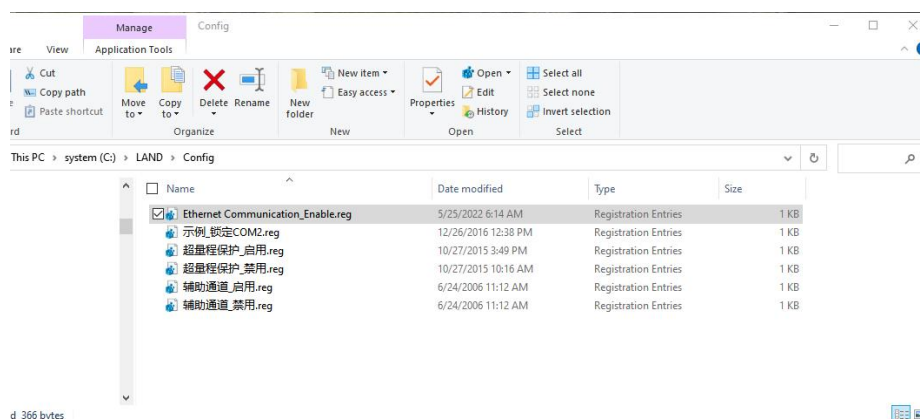 Manage Config
View Application Tools
Cut
Copy path
Paste shortcut
Move to
Copy to
Delete
Rename
Organize
New folder
New item
Easy access
New
Properties
Open
Edit
History
Open
Select all
Select none
Invert selection
Select
This PC > system (C:) > LAND > Config
Name Date modified Type Size
Ethernet Communication_Enable.reg 5/25/2022 6:14 AM Registration Entries 1 KB
示例_锁定COM2.reg 12/26/2016 12:38 PM Registration Entries 1 KB
超量程保护_启用.reg 10/27/2015 3:49 PM Registration Entries 1 KB
超量程保护_禁用.reg 10/27/2015 10:16 AM Registration Entries 1 KB
辅助通道_启用.reg 6/24/2006 11:12 AM Registration Entries 1 KB
辅助通道_禁用.reg 6/24/2006 11:12 AM Registration Entries 1 KB
366 bytes